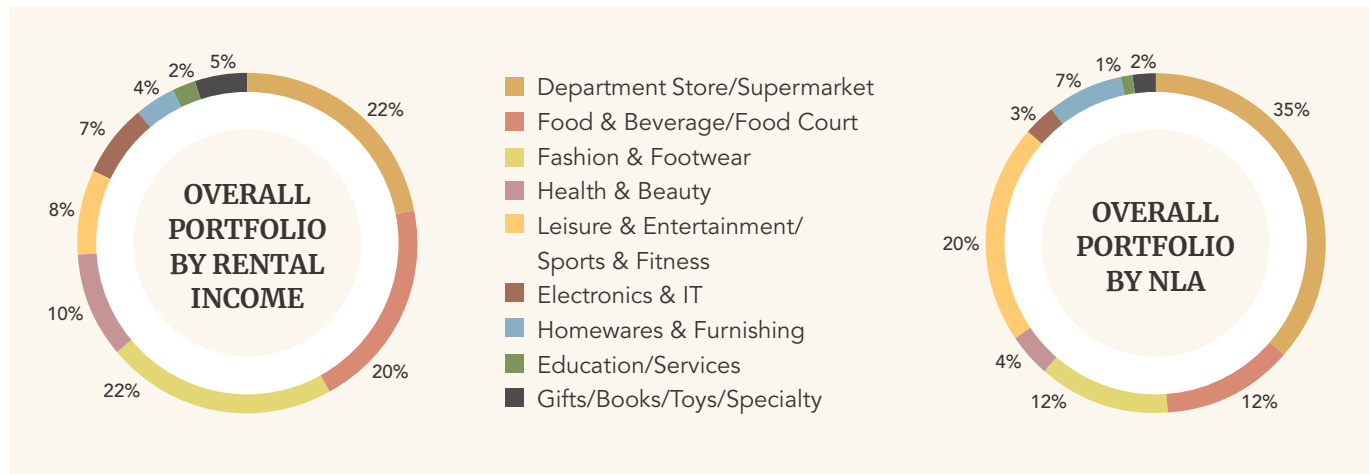 5%
2%
4%
7%
8%
10%
22%
20%
22%
OVERALL
PORTFOLIO
BY RENTAL
INCOME
Department Store/Supermarket
Food & Beverage/Food Court
Fashion & Footwear
Health & Beauty
Leisure & Entertainment/
Sports & Fitness
Electronics & IT
Homewares & Furnishing
Education/Services
Gifts/Books/Toys/Specialty
1% 2%
7%
3%
20%
4%
12%
12%
35%
OVERALL
PORTFOLIO
BY NLA